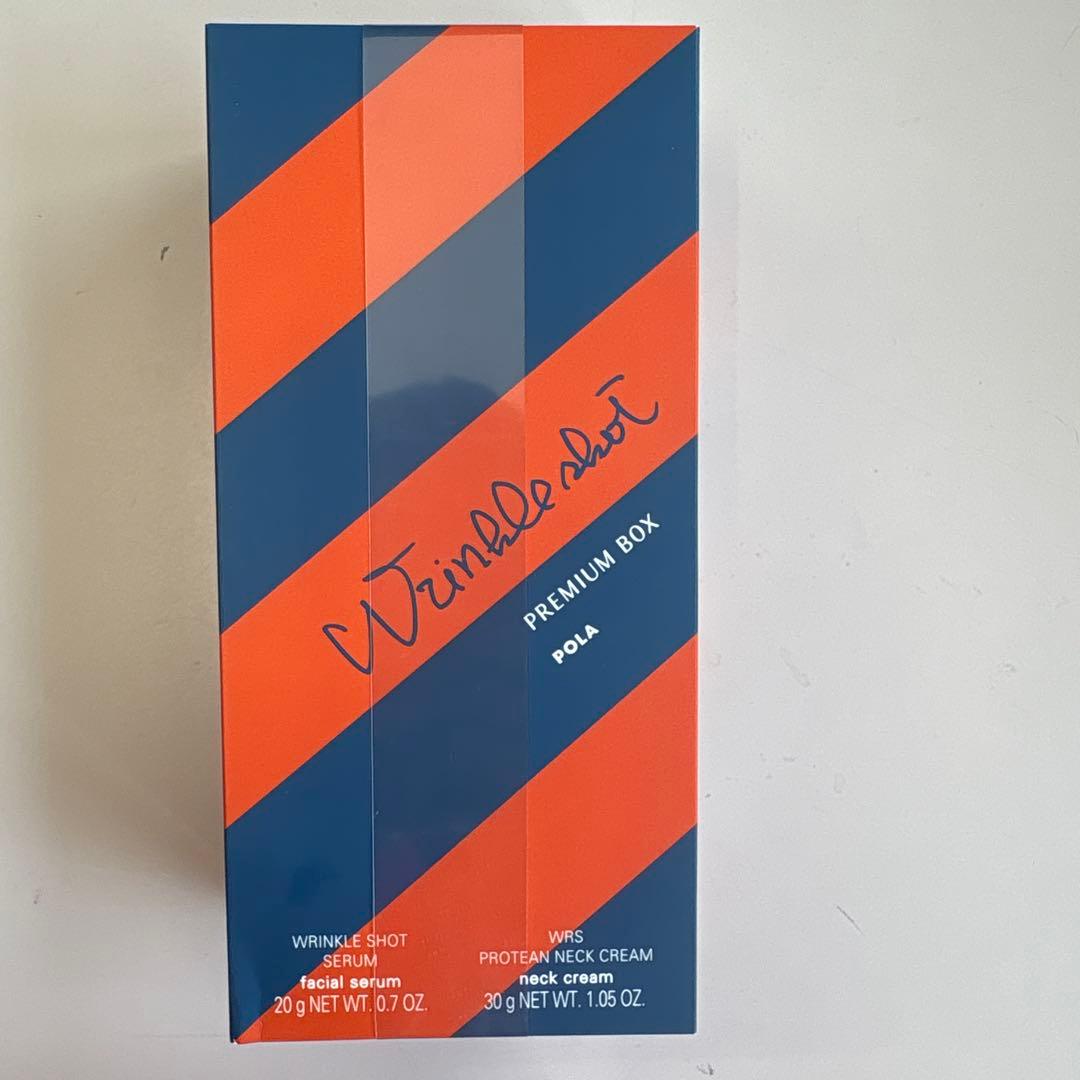 Wrinkle shot
PREMIUM BOX
POLA
WRINKLE SHOT
SERUM
facial serum
20 g NET WT. 0.7 OZ.
WRS
PROTEAN NECK CREAM
neck cream
30 g NET WT. 1.05 OZ.